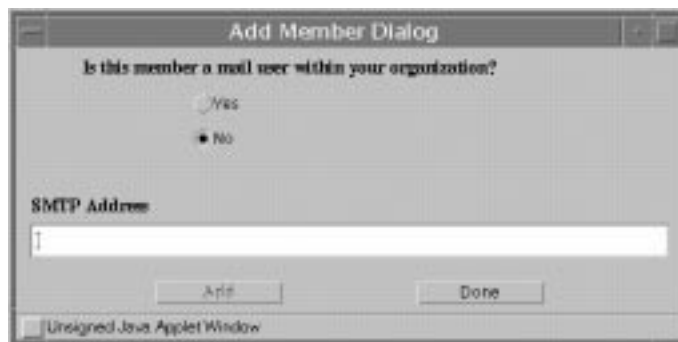 Add Member Dialog
Is this member a mail user within your organization?
Yes
No
SMTP Address
Add
Done
Unsigned Java Applet Window